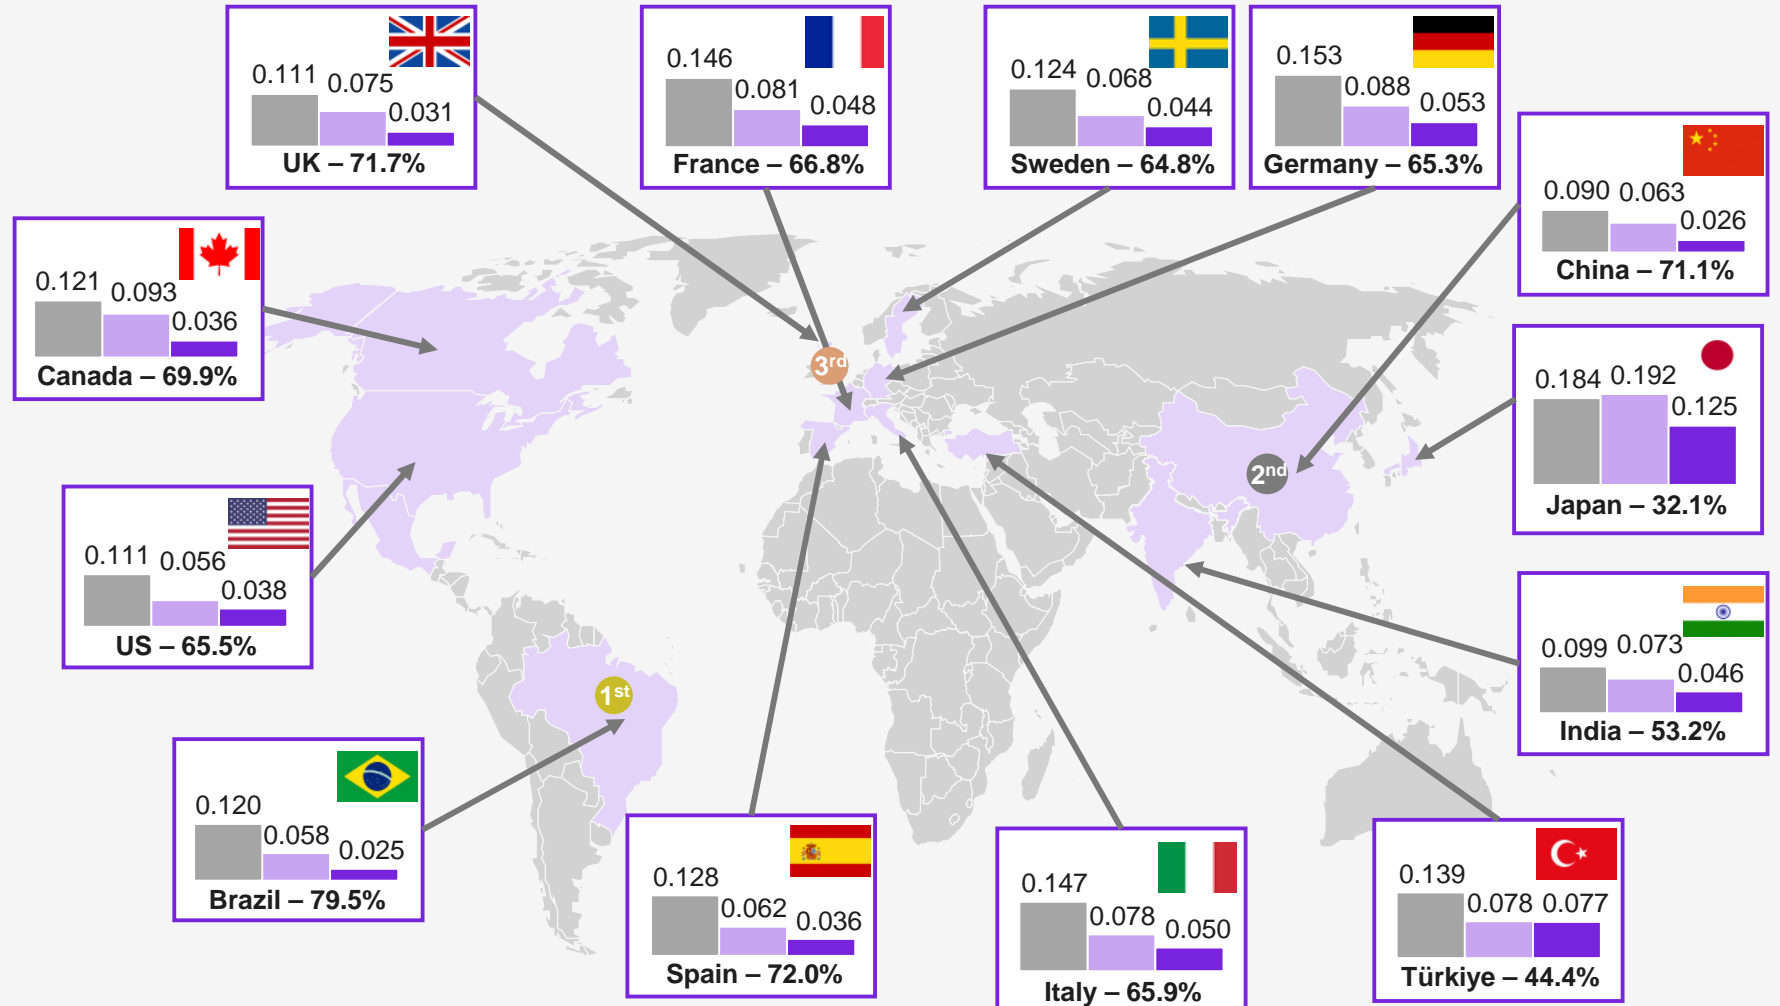 0.111 0.075 0.031
UK – 71.7%
0.146 0.081 0.048
France – 66.8%
0.124 0.068 0.044
Sweden – 64.8%
0.153 0.088 0.053
Germany – 65.3%
0.090 0.063 0.026
China – 71.1%
0.121 0.093 0.036
Canada – 69.9%
0.184 0.192 0.125
Japan – 32.1%
3rd
2nd
0.111 0.056 0.038
US – 65.5%
0.099 0.073 0.046
India – 53.2%
1st
0.120 0.058 0.025
Brazil – 79.5%
0.128 0.062 0.036
Spain – 72.0%
0.147 0.078 0.050
Italy – 65.9%
0.139 0.078 0.077
Türkiye – 44.4%